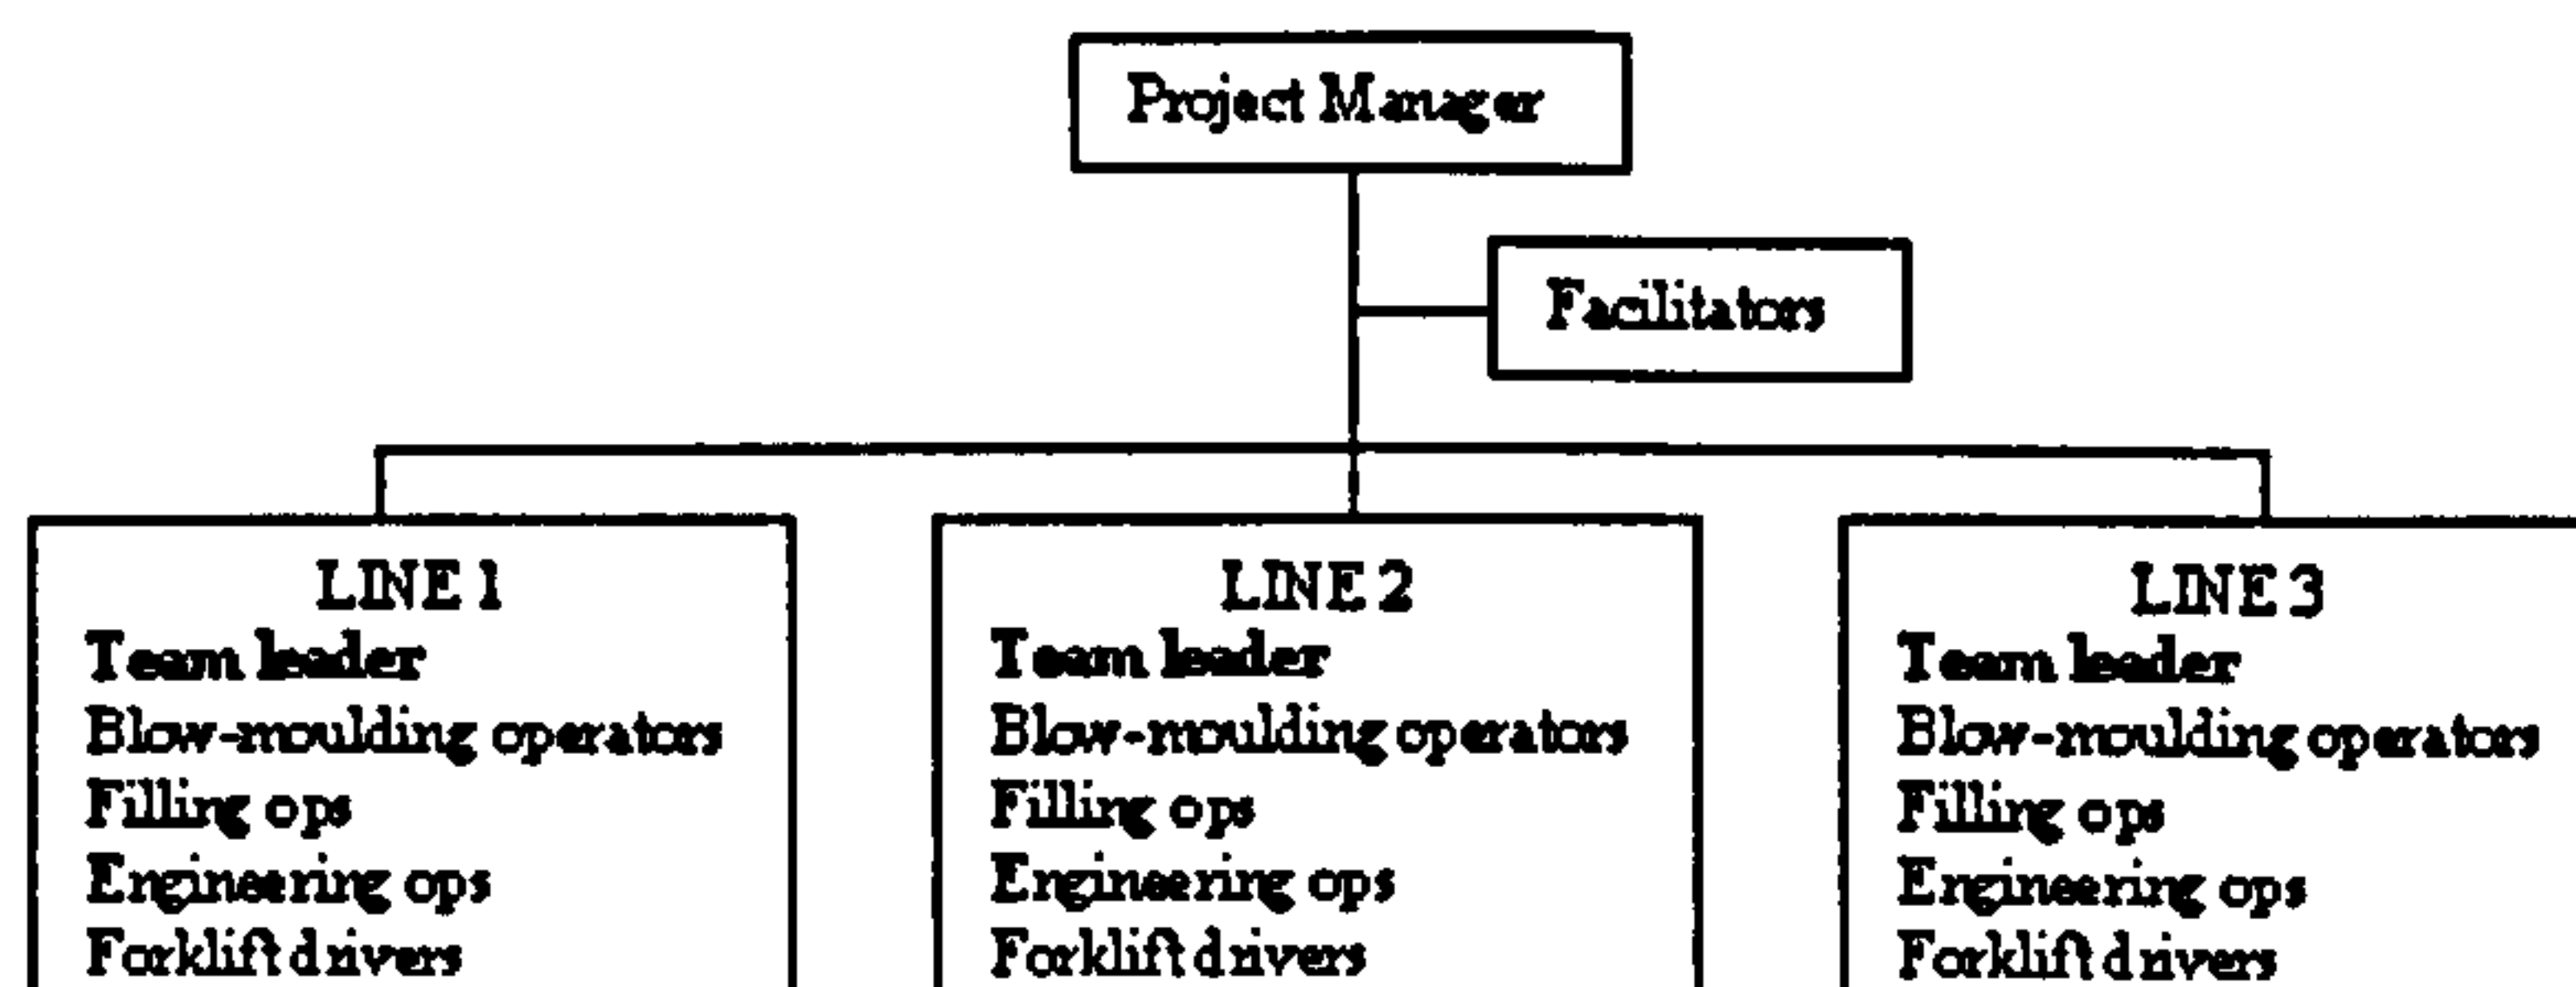 Project Manager
Facilitators
LINE 1
Team leader
Blow-moulding operators
Filling ops
Engineering ops
Forklift drivers
LINE 2
Team leader
Blow-moulding operators
Filling ops
Engineering ops
Forklift drivers
LINE 3
Team leader
Blow-moulding operators
Filling ops
Engineering ops
Forklift drivers